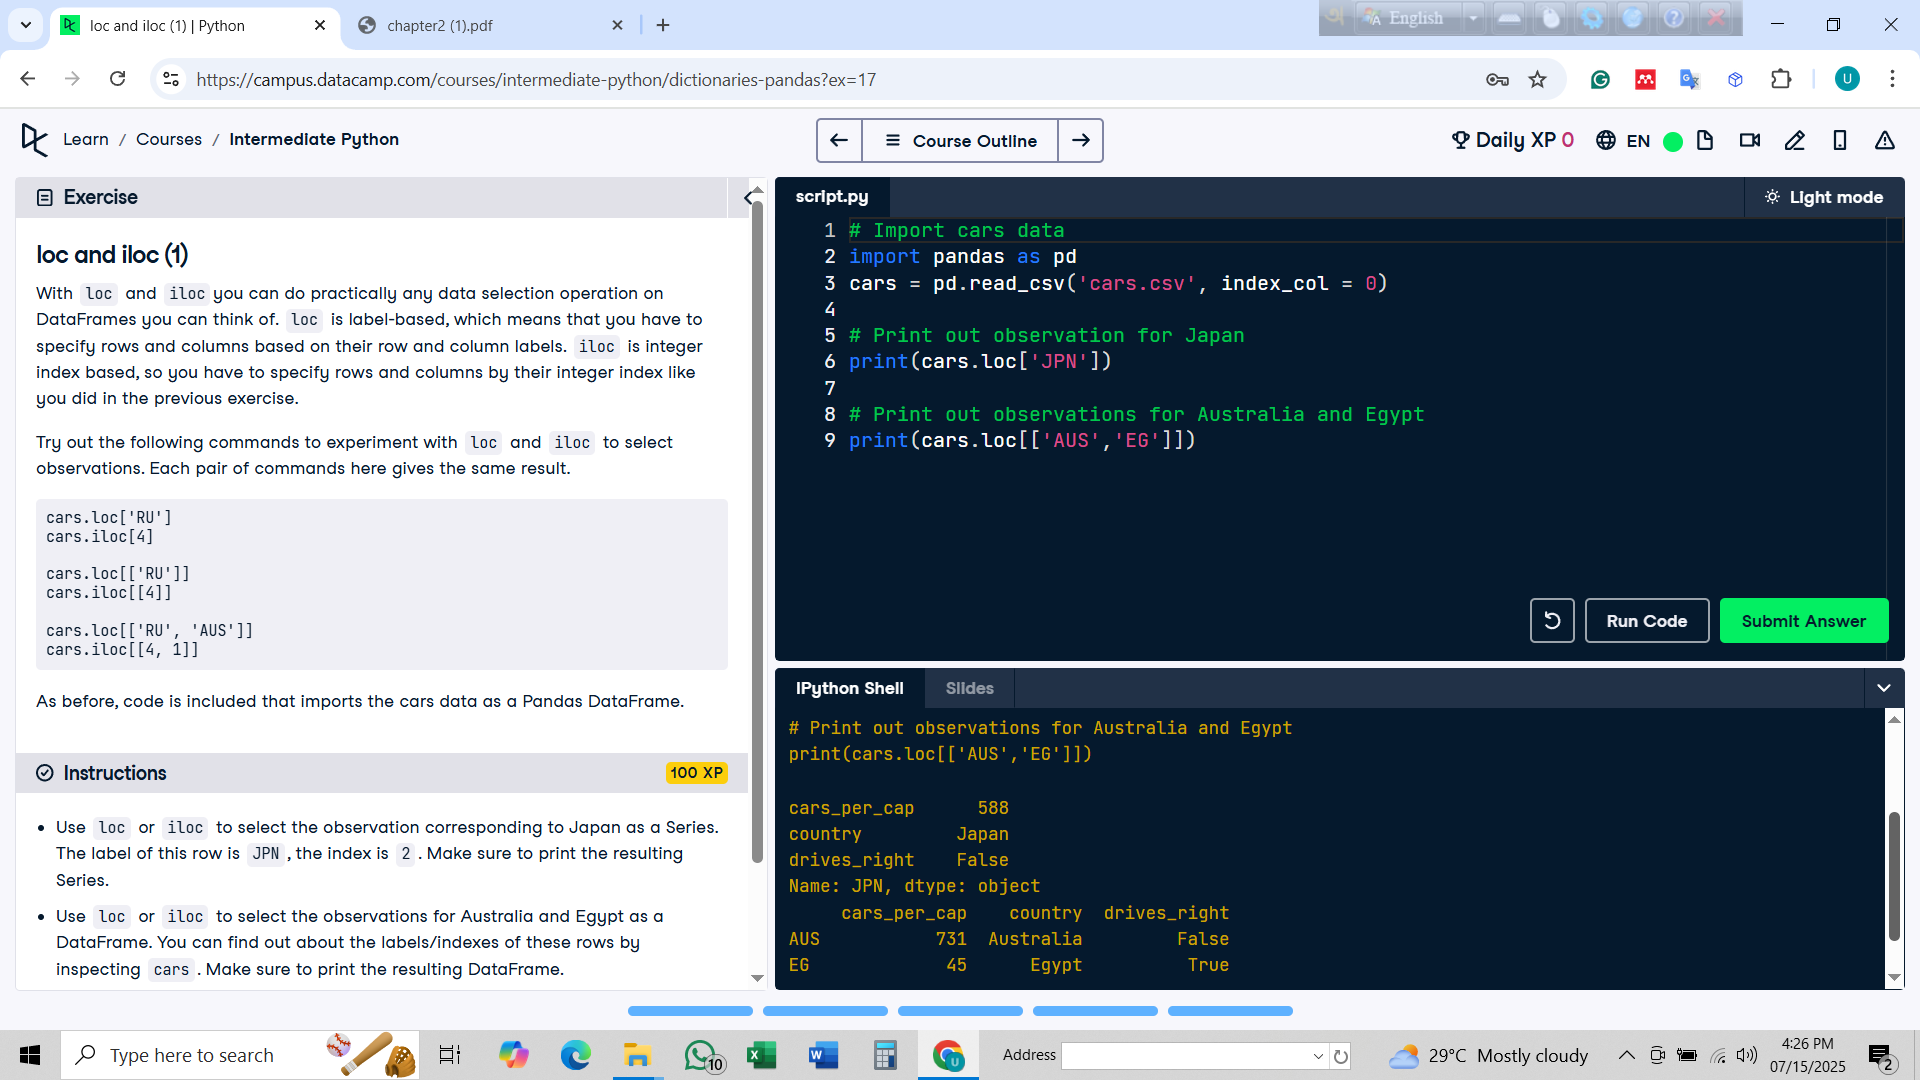 loc and iloc (1) | Python
chapter2 (1).pdf
English
https://campus.datacamp.com/courses/intermediate-python/dictionaries-pandas?ex=17
U
Learn / Courses / Intermediate Python
Course Outline
Daily XP 0
EN
Exercise
loc and iloc (1)
With loc and iloc you can do practically any data selection operation on
DataFrames you can think of. loc is label-based, which means that you have to
specify rows and columns based on their row and column labels. iloc is integer
index based, so you have to specify rows and columns by their integer index like
you did in the previous exercise.
Try out the following commands to experiment with loc and iloc to select
observations. Each pair of commands here gives the same result.
cars.loc['RU']
cars.iloc[4]
cars.loc[['RU']]
cars.iloc[[4]]
cars.loc[['RU', 'AUS']]
cars.iloc[[4, 1]]
As before, code is included that imports the cars data as a Pandas DataFrame.
Instructions
100 XP
• Use loc or iloc to select the observation corresponding to Japan as a Series.
The label of this row is JPN, the index is 2. Make sure to print the resulting
Series.
• Use loc or iloc to select the observations for Australia and Egypt as a
DataFrame. You can find out about the labels/indexes of these rows by
inspecting cars. Make sure to print the resulting DataFrame.
script.py
Light mode
1 # Import cars data
2 import pandas as pd
3 cars = pd.read_csv('cars.csv', index_col = 0)
4
5 # Print out observation for Japan
6 print(cars.loc['JPN'])
7
8 # Print out observations for Australia and Egypt
9 print(cars.loc[['AUS','EG']])
Run Code
Submit Answer
IPython Shell
Slides
# Print out observations for Australia and Egypt
print(cars.loc[['AUS','EG']])
cars_per_cap 588
country Japan
drives_right False
Name: JPN, dtype: object
cars_per_cap country drives_right
AUS 731 Australia False
EG 45 Egypt True
Type here to search
10
U
Address
29°C Mostly cloudy
4:26 PM
07/15/2025
2